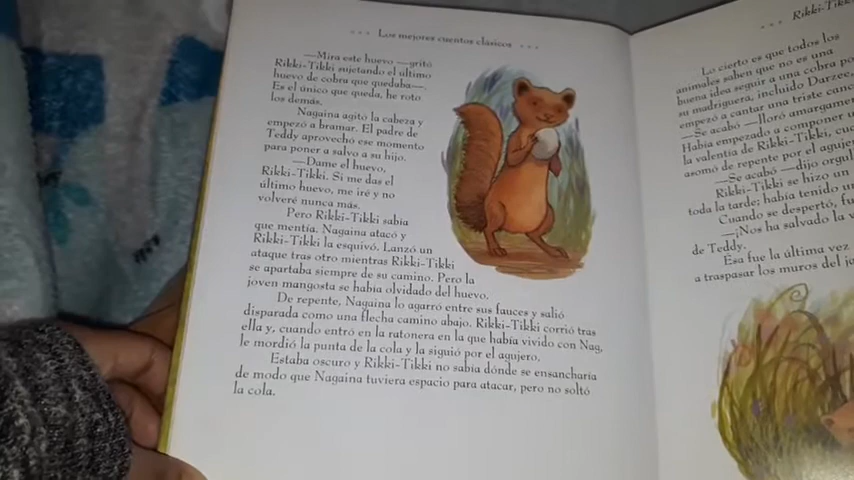 Los mejores cuentos clásicos
—Mira este huevo —gritó
Rikki-Tikki sujetando el último
huevo de cobra que quedaba—.
Es el único que queda, he roto
los demás.
Nagaina agitó la cabeza y
empezó a bramar. El padre de
Teddy aprovechó ese momento
para poner a salvo a su hijo.
—Dame el huevo,
Rikki-Tikki. Si me das el
último huevo, me iré y no
volveré nunca más.
Pero Rikki-Tikki sabía
que mentía. Nagaina atacó y
Rikki-Tikki la esquivó. Lanzó un
ataque tras otro mientras Rikki-Tikki
se apartaba siempre de su camino. Pero la
joven mangosta se había olvidado del huevo.
De repente, Nagaina lo agarró entre sus fauces y salió
disparada como una flecha camino abajo. Rikki-Tikki corrió tras
ella y, cuando entró en la ratonera en la que había vivido con Nag,
le mordió la punta de la cola y la siguió por el agujero.
Estaba oscuro y Rikki-Tikki no sabía dónde se ensancharía
de modo que Nagaina tuviera espacio para atacar, pero no soltó
la cola.
Rikki-Ti
Lo cierto es que todos los
animales saben que no es una
buena idea seguir a una cobra por
su madriguera, incluido Darzee,
empezó a cantar una triste can
—Se acabó —lloró amargamen
había empezado a componer
la valentía de Rikki-Tikki, cuan
asomó de repente por el aguj
—Se acabó —dijo orgul
Rikki-Tikki se hizo un
tarde; había tenido un
Cuando se despertó, fu
—¡Nos ha salvado la v
de Teddy.
Ésa fue la última vez
a traspasar los muros de l